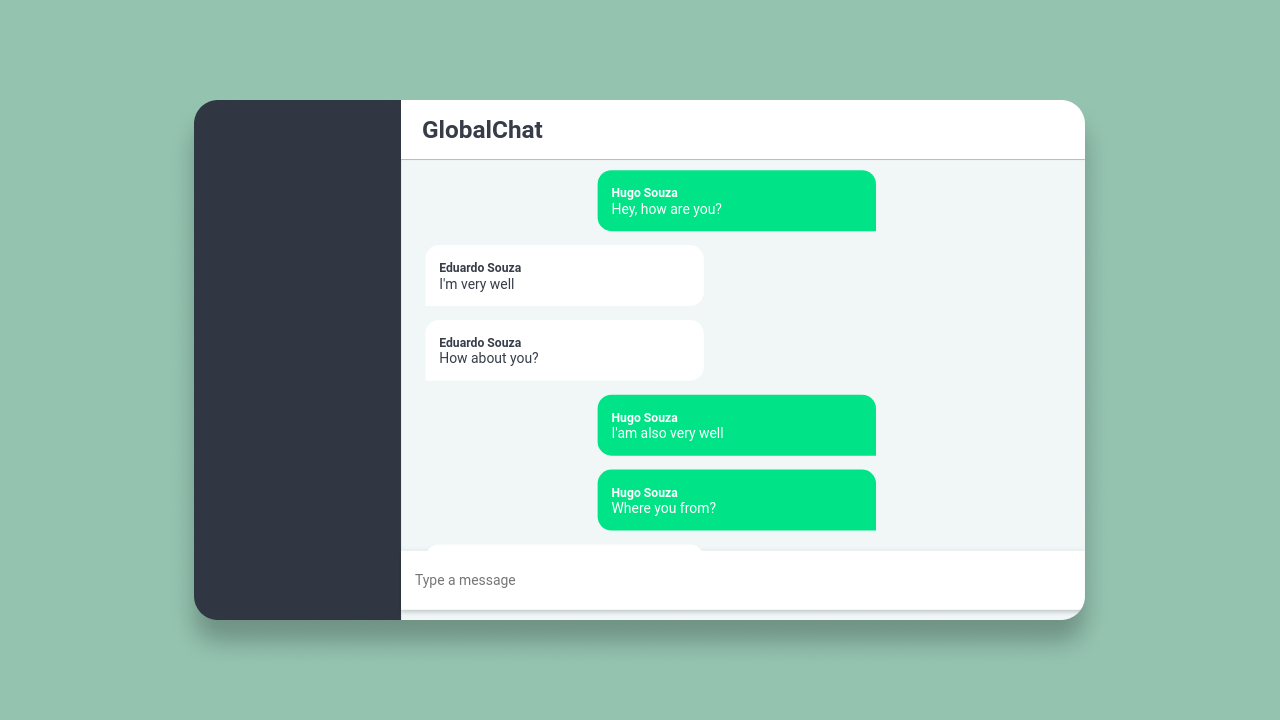 GlobalChat
Hugo Souza
Hey, how are you?
Eduardo Souza
I'm very well
Eduardo Souza
How about you?
Hugo Souza
I'am also very well
Hugo Souza
Where you from?
Type a message